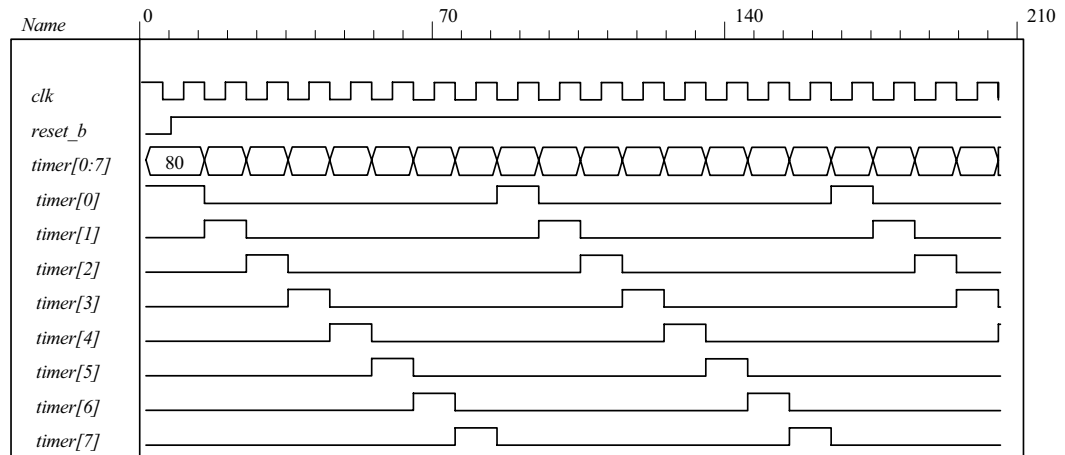 Name 0 70 140 210
clk
reset_b
timer[0:7] 80
timer[0]
timer[1]
timer[2]
timer[3]
timer[4]
timer[5]
timer[6]
timer[7]